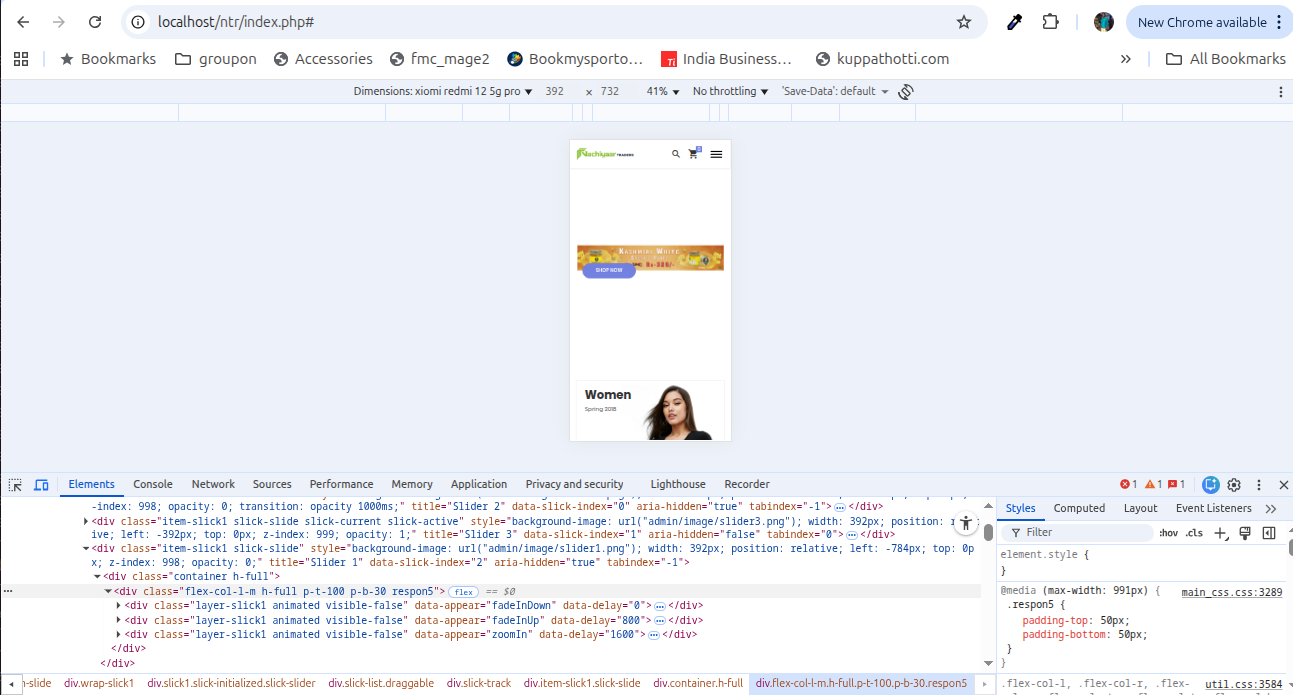 localhost/ntr/index.php#
New Chrome available
Bookmarks
groupon
Accessories
fmc_mage2
Bookmysporto...
India Business...
kuppathotti.com
»
All Bookmarks
Dimensions: xiomi redmi 12 5g pro
392 × 732
41%
No throttling
'Save-Data': default
Nachiyaar TRADERS
KASHMIRI WHITE
SHOP NOW
Women
Spring 2018
Elements Console Network Sources Performance Memory Application Privacy and security Lighthouse Recorder
1 1 1
-index: 998; opacity: 0; transition: opacity 1000ms;" title="Slider 2" data-slick-index="0" aria-hidden="true" tabindex="-1">…</div>
<div class="item-slick1 slick-slide slick-current slick-active" style="background-image: url("admin/image/slider3.png"); width: 392px; position: r
ive; left: -392px; top: 0px; z-index: 999; opacity: 1;" title="Slider 3" data-slick-index="1" aria-hidden="false" tabindex="0">…</div>
<div class="item-slick1 slick-slide" style="background-image: url("admin/image/slider1.png"); width: 392px; position: relative; left: -784px; top: 0p
x; z-index: 998; opacity: 0;" title="Slider 1" data-slick-index="2" aria-hidden="true" tabindex="-1">
<div class="container h-full">
<div class="flex-col-l-m h-full p-t-100 p-b-30 respon5"> flex == $0
<div class="layer-slick1 animated visible-false" data-appear="fadeInDown" data-delay="0">…</div>
<div class="layer-slick1 animated visible-false" data-appear="fadeInUp" data-delay="800">…</div>
<div class="layer-slick1 animated visible-false" data-appear="zoomIn" data-delay="1600">…</div>
</div>
</div>
n-slide div.wrap-slick1 div.slick1.slick-initialized.slick-slider div.slick-list.draggable div.slick-track div.item-slick1.slick-slide div.container.h-full div.flex-col-l-m.h-full.p-t-100.p-b-30.respon5
Styles Computed Layout Event Listeners »
Filter :hov .cls
element.style {
}
@media (max-width: 991px) {
.respon5 { main_css.css:3289
padding-top: 50px;
padding-bottom: 50px;
}
}
.flex-col-l, .flex-col-r, .flex- util.css:3584